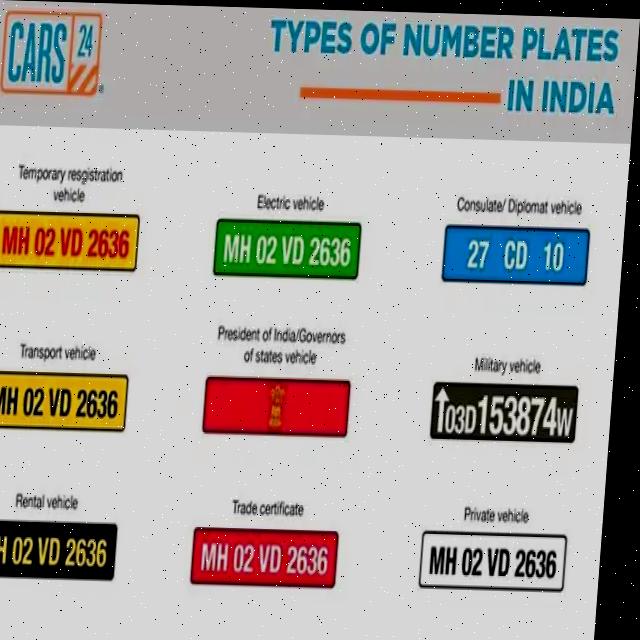 CARS 24
TYPES OF NUMBER PLATES
IN INDIA
Temporary resgistration
vehicle
MH 02 VD 2636
Electric vehicle
MH 02 VD 2636
Consulate/ Diplomat vehicle
27 CD 10
Transport vehicle
MH 02 VD 2636
President of India/Governors
of states vehicle
Military vehicle
↑03D153874W
Rental vehicle
H 02 VD 2636
Trade certificate
MH 02 VD 2636
Private vehicle
MH 02 VD 2636